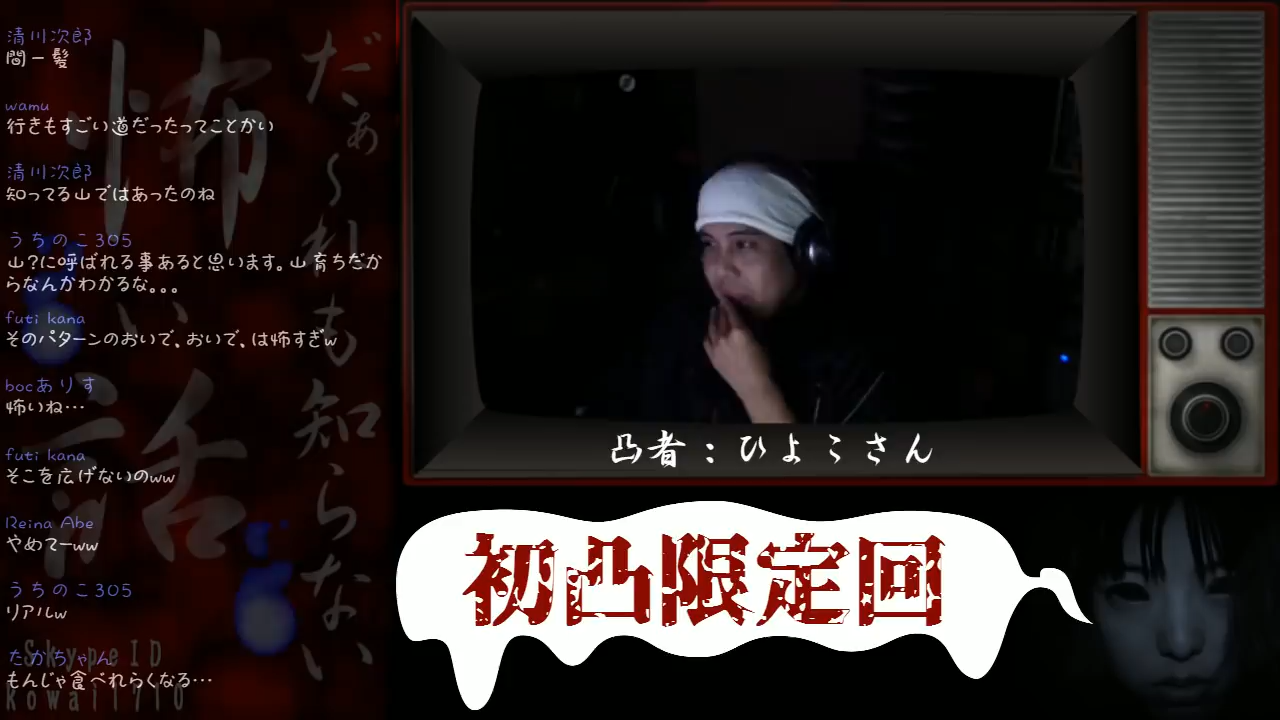 清川次郎
間一髪
wamu
行きもすごい道だったってことかい
清川次郎
知ってる山ではあったのね
うちのこ305
山?に呼ばれる事あると思います。山育ちだか
らなんかわかるな。。。
futi kana
そのパターンのおいで、おいで、は怖すぎw
bocありす
怖いね…
futi kana
そこを広げないのww
Reina Abe
やめてーww
うちのこ305
リアルw
たかちゃん
もんじゃ食べれらくなる…
Skype ID
kowai1710
だぁ~れも知らない
怖い話
凸者:ひよこさん
初凸限定回